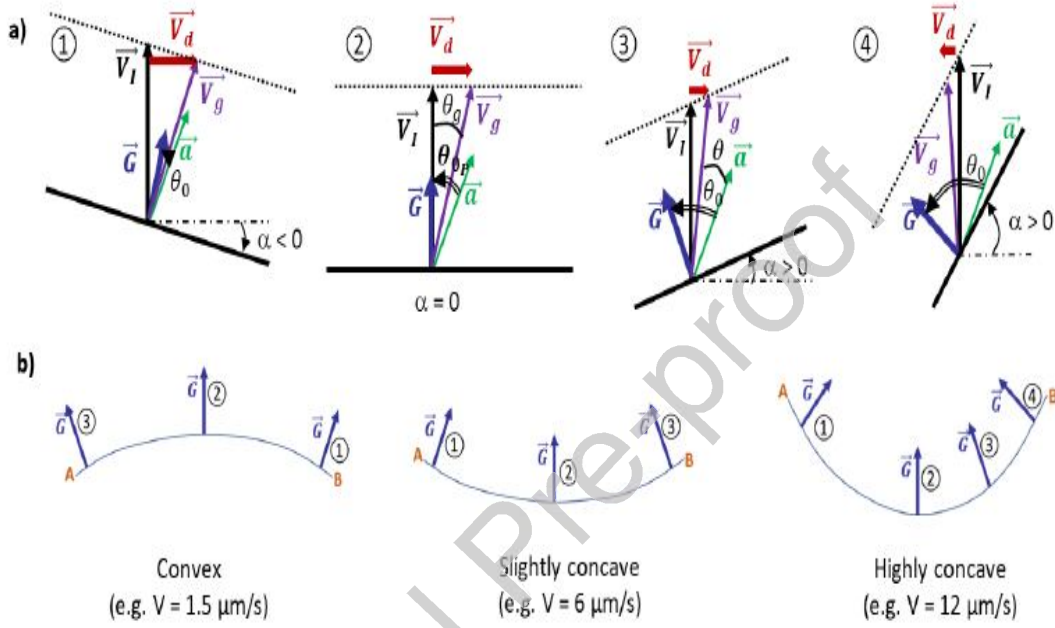 a)
① V_I V_d V_g G a θ_0 α < 0
② V_d V_I θ_g V_g θ_0 G a α = 0
③ V_d V_I V_g θ a G θ_0 α > 0
④ V_d V_I V_g a θ_0 G α > 0
b)
A G ③ G ② G ① B
A G ① G ② G ③ B
A G ① G ② G ③ G ④ B
Convex
(e.g. V = 1.5 μm/s)
Slightly concave
(e.g. V = 6 μm/s)
Highly concave
(e.g. V = 12 μm/s)
Pre-proof